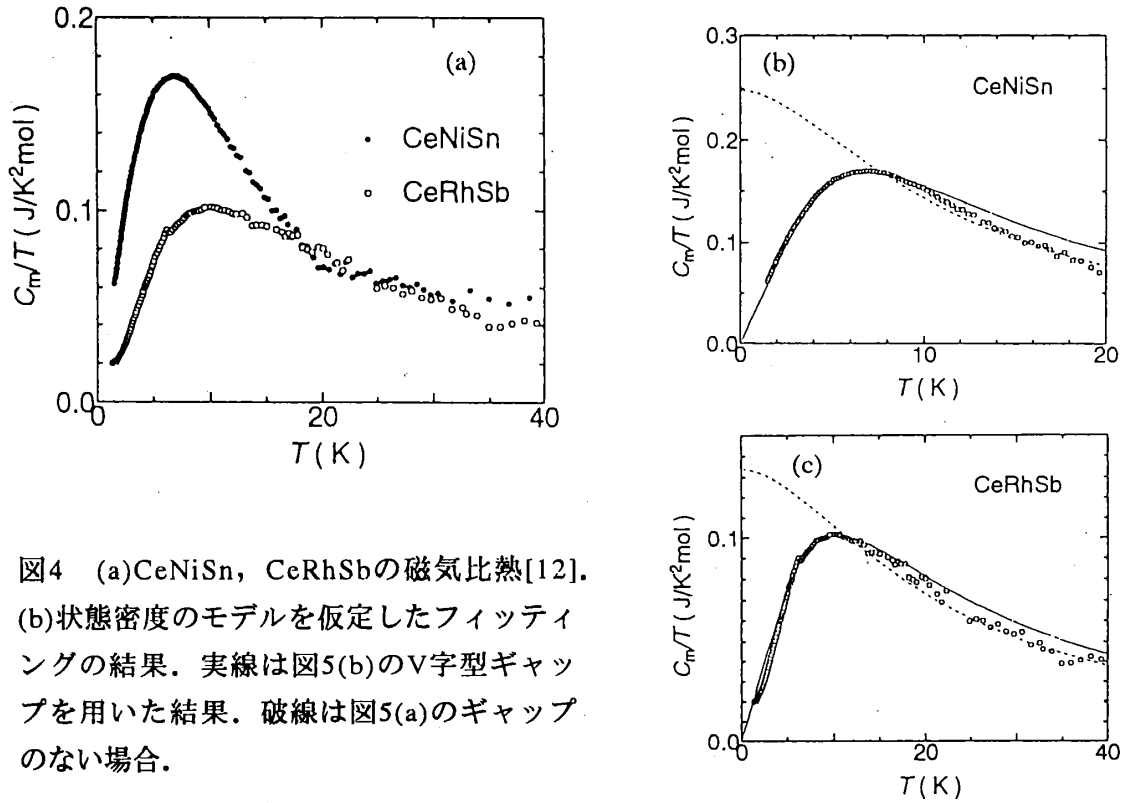 0.2
(a)
CeNiSn
CeRhSb
0.1
0.0
Cm/T ( J/K²mol)
0
20
40
T(K)
0.3
(b)
CeNiSn
0.2
0.1
0.0
Cm/T ( J/K²mol)
0
10
20
T(K)
(c)
CeRhSb
0.1
0.0
Cm/T ( J/K²mol)
0
10
20
30
40
T(K)
図4 (a)CeNiSn, CeRhSbの磁気比熱[12].
(b)状態密度のモデルを仮定したフィッティ
ングの結果．実線は図5(b)のV字型ギャッ
プを用いた結果．破線は図5(a)のギャップ
のない場合．